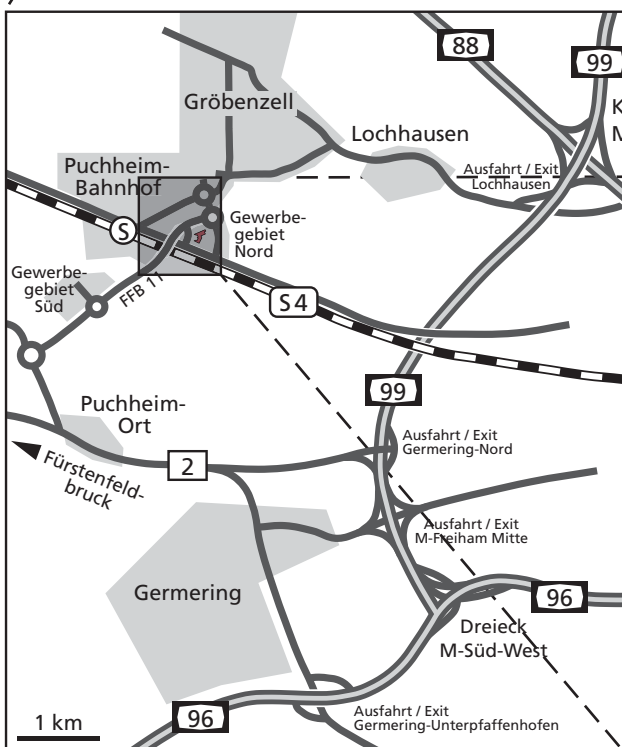 88
99
Gröbenzell
Lochhausen
K
M
Puchheim-
Bahnhof
Ausfahrt / Exit
Lochhausen
S
Gewerbe-
gebiet
Nord
Gewerbe-
gebiet
Süd
FFB 11
S 4
99
Puchheim-
Ort
Ausfahrt / Exit
Germering-Nord
2
Fürstenfeld-
bruck
Ausfahrt / Exit
M-Freiham Mitte
Germering
96
Dreieck
M-Süd-West
96
Ausfahrt / Exit
Germering-Unterpfaffenhofen
1 km